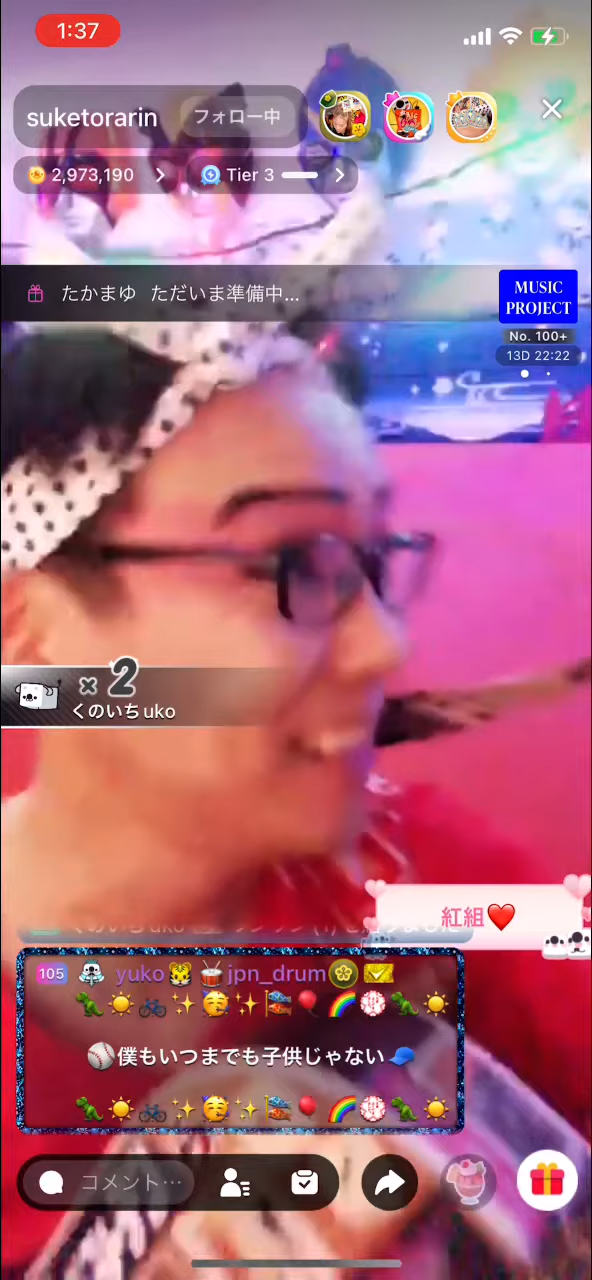 1:37
suketorarin フォロー中
2,973,190 Tier 3
たかまゆ ただいま準備中...
MUSIC
PROJECT
No. 100+
13D 22:22
× 2
くのいちuko
紅組❤️
105 yuko🐯🥁jpn_drum
🦖☀️🚲✨🥳✨🎏🎈🌈💮🦖☀️
⚾僕もいつまでも子供じゃない🧢
🦖☀️🚲✨🥳✨🎏🎈🌈💮🦖☀️
コメント…